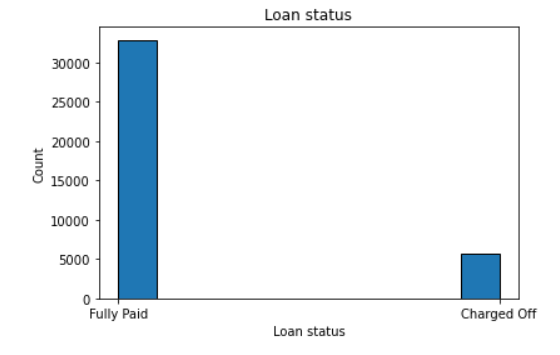 Loan status
Count
30000
25000
20000
15000
10000
5000
0
Fully Paid
Charged Off
Loan status